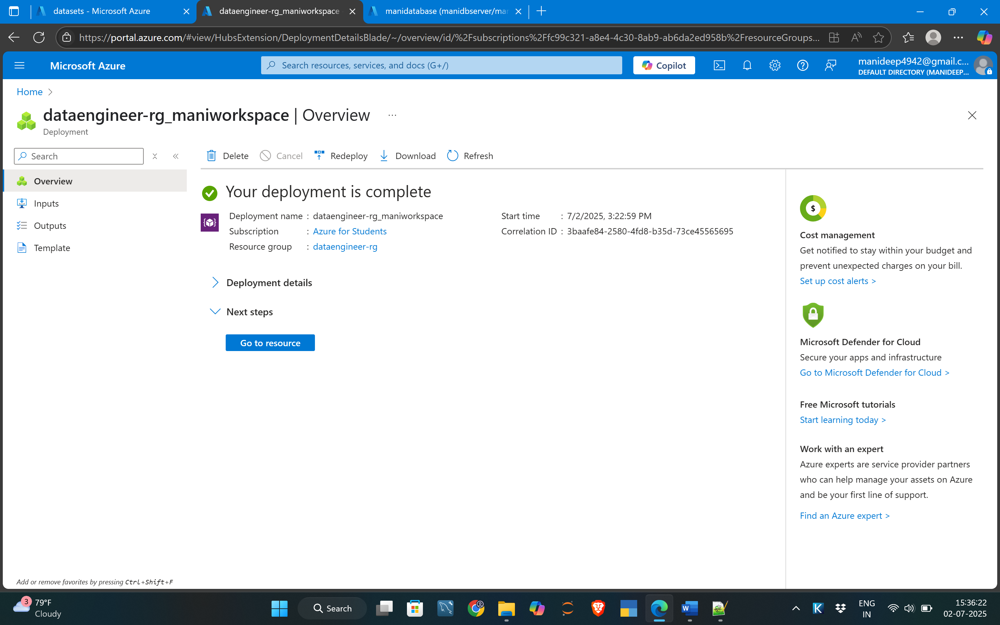 datasets - Microsoft Azure
dataengineer-rg_maniworkspace
manidatabase (manidbserver/mar
https://portal.azure.com/#view/HubsExtension/DeploymentDetailsBlade/~/overview/id/%2Fsubscriptions%2Ffc99c321-a8e4-4c30-8ab9-ab6da2ed958b%2FresourceGroups...
Microsoft Azure
Search resources, services, and docs (G+/)
Copilot
manideep4942@gmail.c...
DEFAULT DIRECTORY (MANIDEEP...
Home
dataengineer-rg_maniworkspace | Overview
Deployment
Search
Overview
Inputs
Outputs
Template
Delete
Cancel
Redeploy
Download
Refresh
Your deployment is complete
Deployment name : dataengineer-rg_maniworkspace
Subscription : Azure for Students
Resource group : dataengineer-rg
Start time : 7/2/2025, 3:22:59 PM
Correlation ID : 3baafe84-2580-4fd8-b35d-73ce45565695
Deployment details
Next steps
Go to resource
Cost management
Get notified to stay within your budget and
prevent unexpected charges on your bill.
Set up cost alerts >
Microsoft Defender for Cloud
Secure your apps and infrastructure
Go to Microsoft Defender for Cloud >
Free Microsoft tutorials
Start learning today >
Work with an expert
Azure experts are service provider partners
who can help manage your assets on Azure
and be your first line of support.
Find an Azure expert >
Add or remove favorites by pressing Ctrl+Shift+F
3
79°F
Cloudy
Search
ENG
IN
15:36:22
02-07-2025